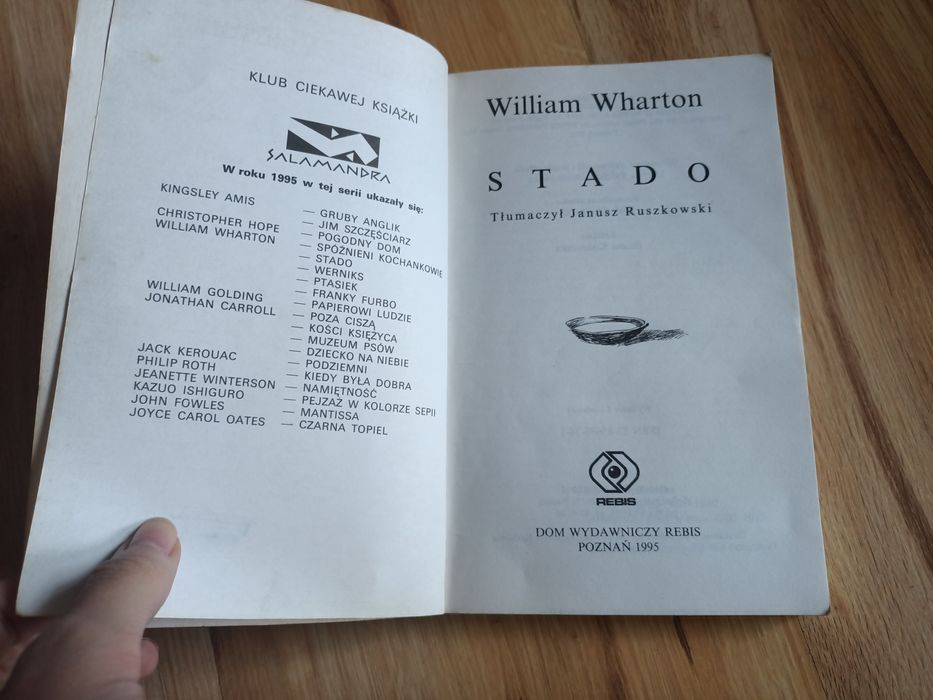 KLUB CIEKAWEJ KSIĄŻKI
SALAMANDRA
W roku 1995 w tej serii ukazały się:
KINGSLEY AMIS — GRUBY ANGLIK
— JIM SZCZĘŚCIARZ
CHRISTOPHER HOPE — POGODNY DOM
WILLIAM WHARTON — SPÓŹNIENI KOCHANKOWIE
— STADO
— WERNIKS
— PTASIEK
— FRANKY FURBO
WILLIAM GOLDING — PAPIEROWI LUDZIE
JONATHAN CARROLL — POZA CISZĄ
— KOŚCI KSIĘŻYCA
— MUZEUM PSÓW
— DZIECKO NA NIEBIE
JACK KEROUAC — PODZIEMNI
PHILIP ROTH — KIEDY BYŁA DOBRA
JEANETTE WINTERSON — NAMIĘTNOŚĆ
KAZUO ISHIGURO — PEJZAŻ W KOLORZE SEPII
JOHN FOWLES — MANTISSA
JOYCE CAROL OATES — CZARNA TOPIEL
William Wharton
STADO
Tłumaczył Janusz Ruszkowski
REBIS
DOM WYDAWNICZY REBIS
POZNAŃ 1995